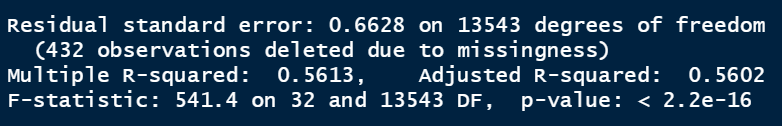 Residual standard error: 0.6628 on 13543 degrees of freedom
  (432 observations deleted due to missingness)
Multiple R-squared:  0.5613,    Adjusted R-squared:  0.5602
F-statistic: 541.4 on 32 and 13543 DF,  p-value: < 2.2e-16